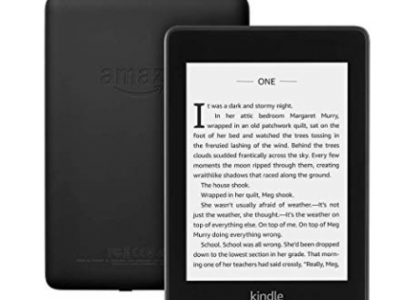 amazon
ONE
It was a dark and stormy night.
In her attic bedroom Margaret Murry,
wrapped in an old patchwork quilt, sat on the
foot of her bed and watched the trees tossing in
the frenzied lashing of the wind. Behind the trees
clouds scudded frantically across the sky. Every few
moments the moon ripped through them, creating
wraithlike shadows that raced along the ground.
The house shook.
Wrapped in her quilt, Meg shook.
She wasn't usually afraid of weather.—It's not
just the weather, she thought.—It's the weather on
top of everything else. On top of me. On top of Meg
Murry doing everything wrong.
School. School was all wrong. She'd been dropped
down to the lowest section in her grade. That morn-
ing one of her teachers had said crossly, "Really, Meg,
kindle